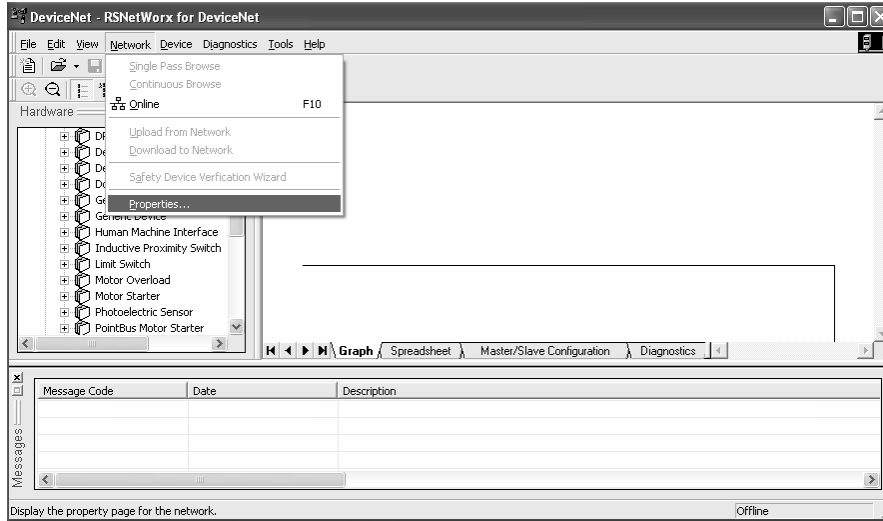 DeviceNet - RSNetWorx for DeviceNet
File Edit View Network Device Diagnostics Tools Help
Single Pass Browse
Continuous Browse
Online F10
Upload from Network
Download to Network
Safety Device Verfication Wizard
Properties...
Hardware
Generic Device
Human Machine Interface
Inductive Proximity Switch
Limit Switch
Motor Overload
Motor Starter
Photoelectric Sensor
PointBus Motor Starter
Graph Spreadsheet Master/Slave Configuration Diagnostics
Messages
Message Code Date Description
Display the property page for the network. Offline